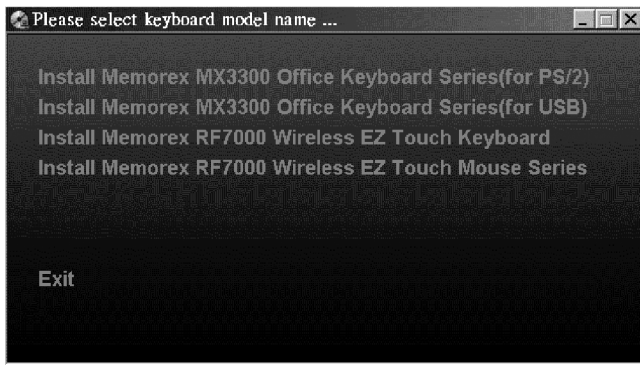 Please select keyboard model name ...
Install Memorex MX3300 Office Keyboard Series(for PS/2)
Install Memorex MX3300 Office Keyboard Series(for USB)
Install Memorex RF7000 Wireless EZ Touch Keyboard
Install Memorex RF7000 Wireless EZ Touch Mouse Series
Exit